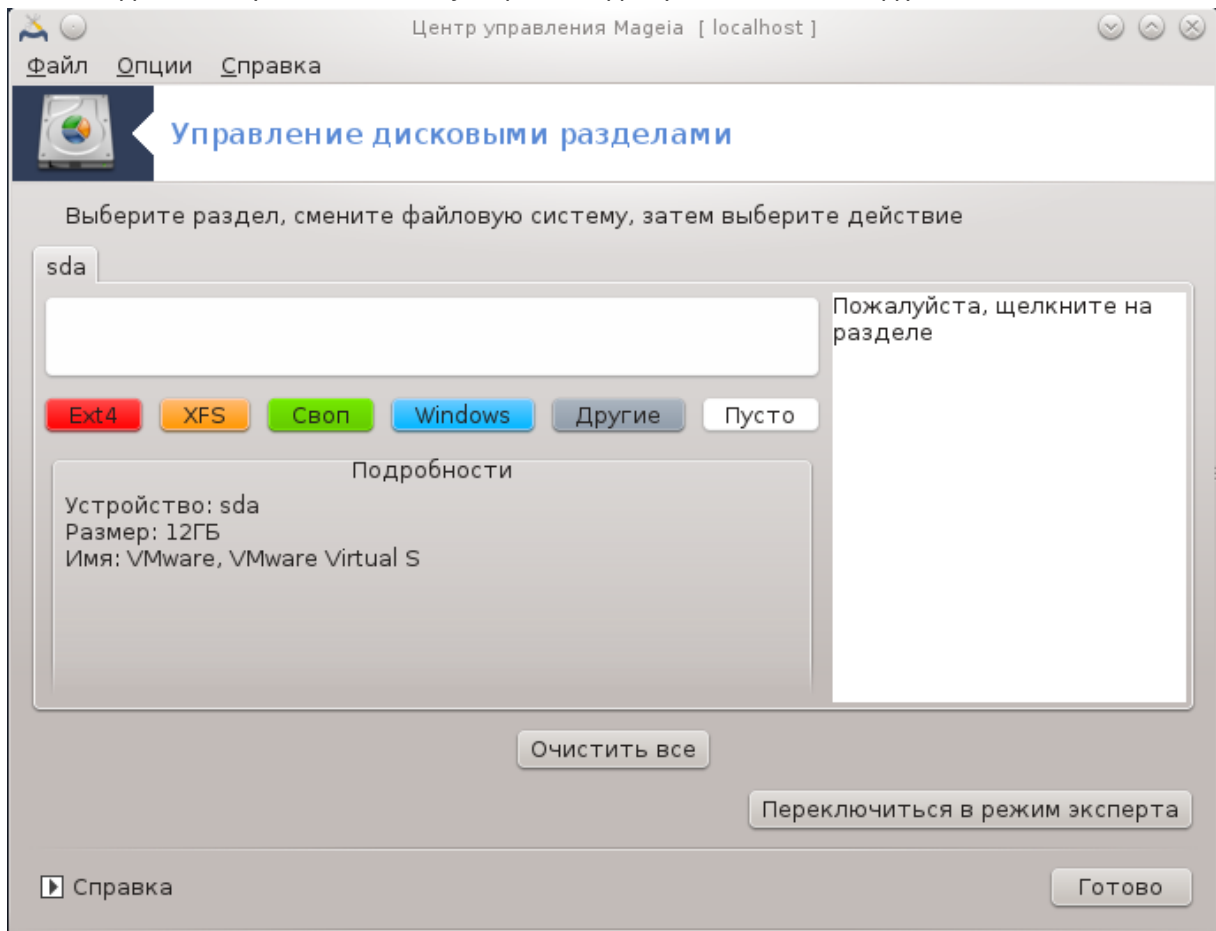 Центр управления Mageia [ localhost ]
Файл Опции Справка
Управление дисковыми разделами
Выберите раздел, смените файловую систему, затем выберите действие
sda
Пожалуйста, щелкните на
разделе
Ext4 XFS Своп Windows Другие Пусто
Подробности
Устройство: sda
Размер: 12ГБ
Имя: VMware, VMware Virtual S
Очистить все
Переключиться в режим эксперта
Справка
Готово